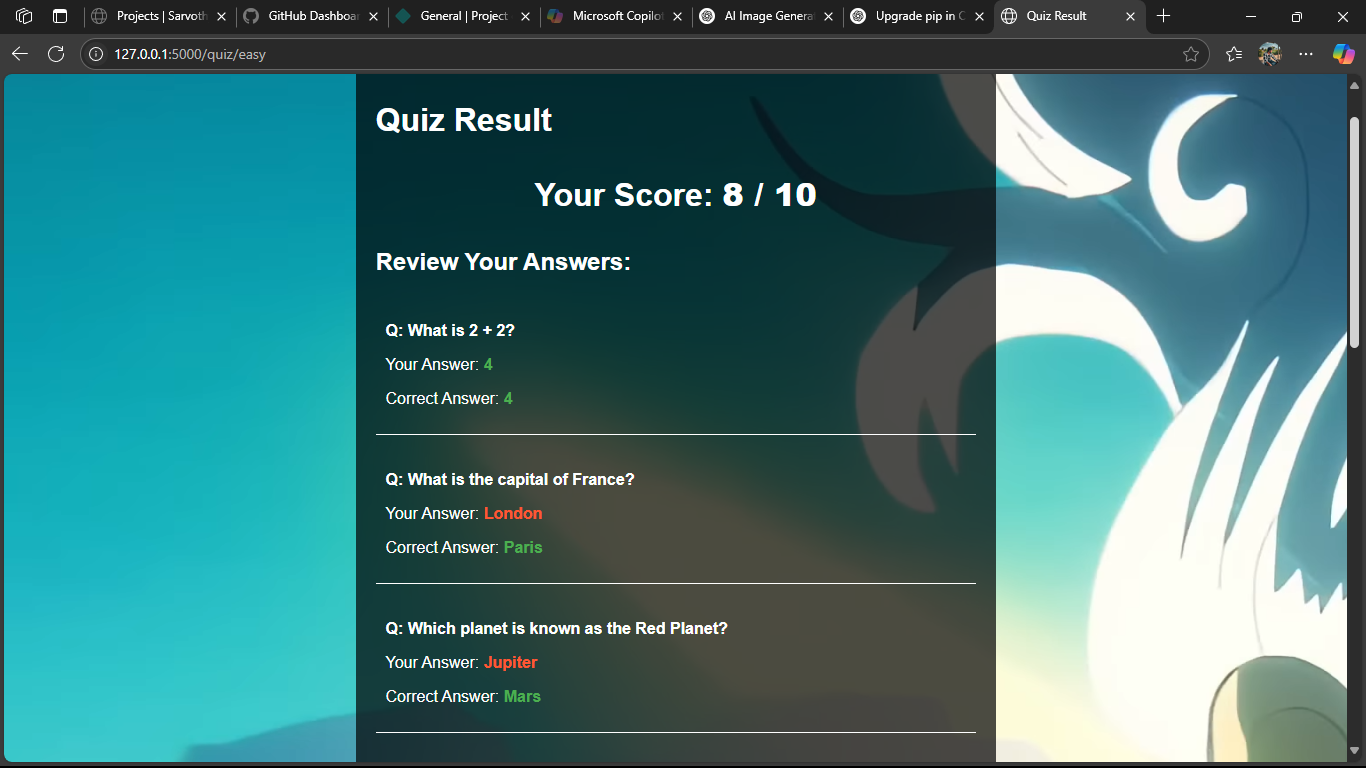 Projects | Sarvoth
GitHub Dashboar
General | Project
Microsoft Copilot
AI Image Genera
Upgrade pip in C
Quiz Result
127.0.0.1:5000/quiz/easy
Quiz Result
Your Score: 8 / 10
Review Your Answers:
Q: What is 2 + 2?
Your Answer: 4
Correct Answer: 4
Q: What is the capital of France?
Your Answer: London
Correct Answer: Paris
Q: Which planet is known as the Red Planet?
Your Answer: Jupiter
Correct Answer: Mars